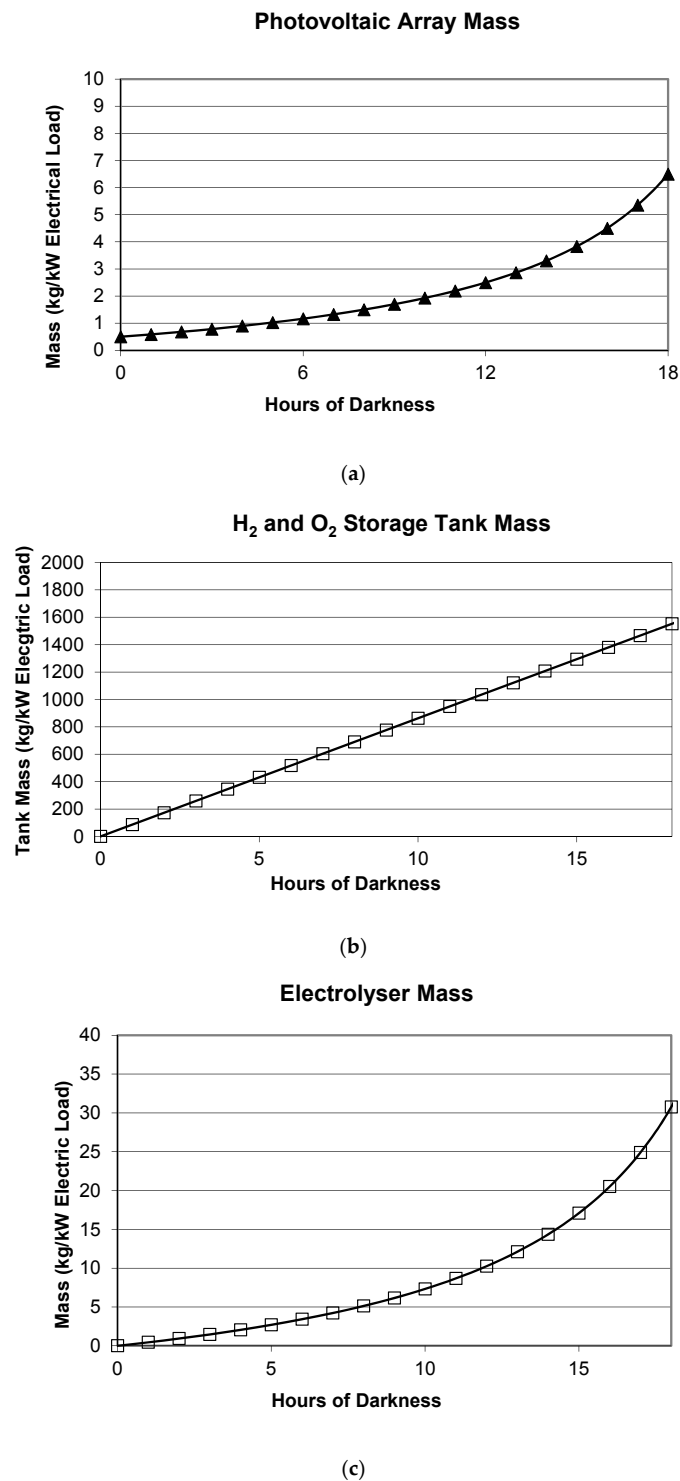 Photovoltaic Array Mass
10
9
8
7
6
5
4
3
2
1
0
Mass (kg/kW Electrical Load)
0 6 12 18
Hours of Darkness
(a)
H₂ and O₂ Storage Tank Mass
2000
1800
1600
1400
1200
1000
800
600
400
200
0
Tank Mass (kg/kW Elecgtric Load)
0 5 10 15
Hours of Darkness
(b)
Electrolyser Mass
40
35
30
25
20
15
10
5
0
Mass (kg/kW Electric Load)
0 5 10 15
Hours of Darkness
(c)